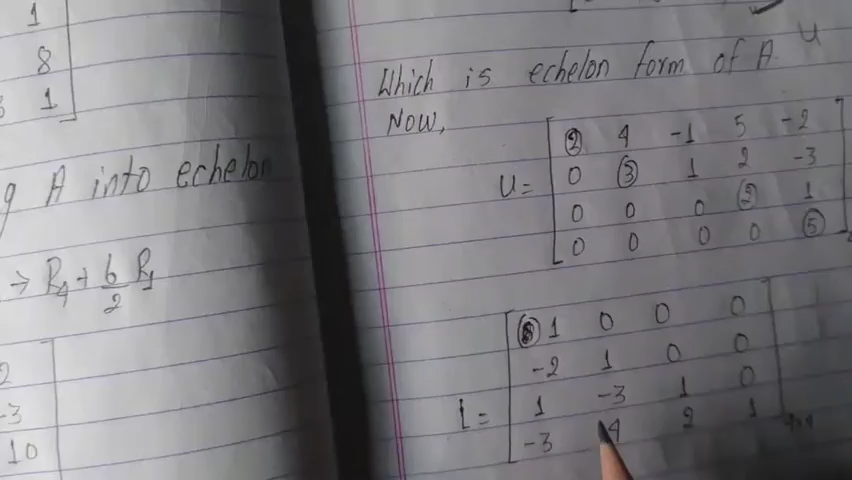 1
8
1
g A into echelon
→ R4 + 6/2 R1
2
-3
10
Which is echelon form of A. U
Now,
2 4 -1 5 -2
U = 0 3 1 2 -3
0 0 0 2 1
0 0 0 0 5
1 0 0 0
-2 1 0 0
L = 1 -3 1 0
-3 4 2 1